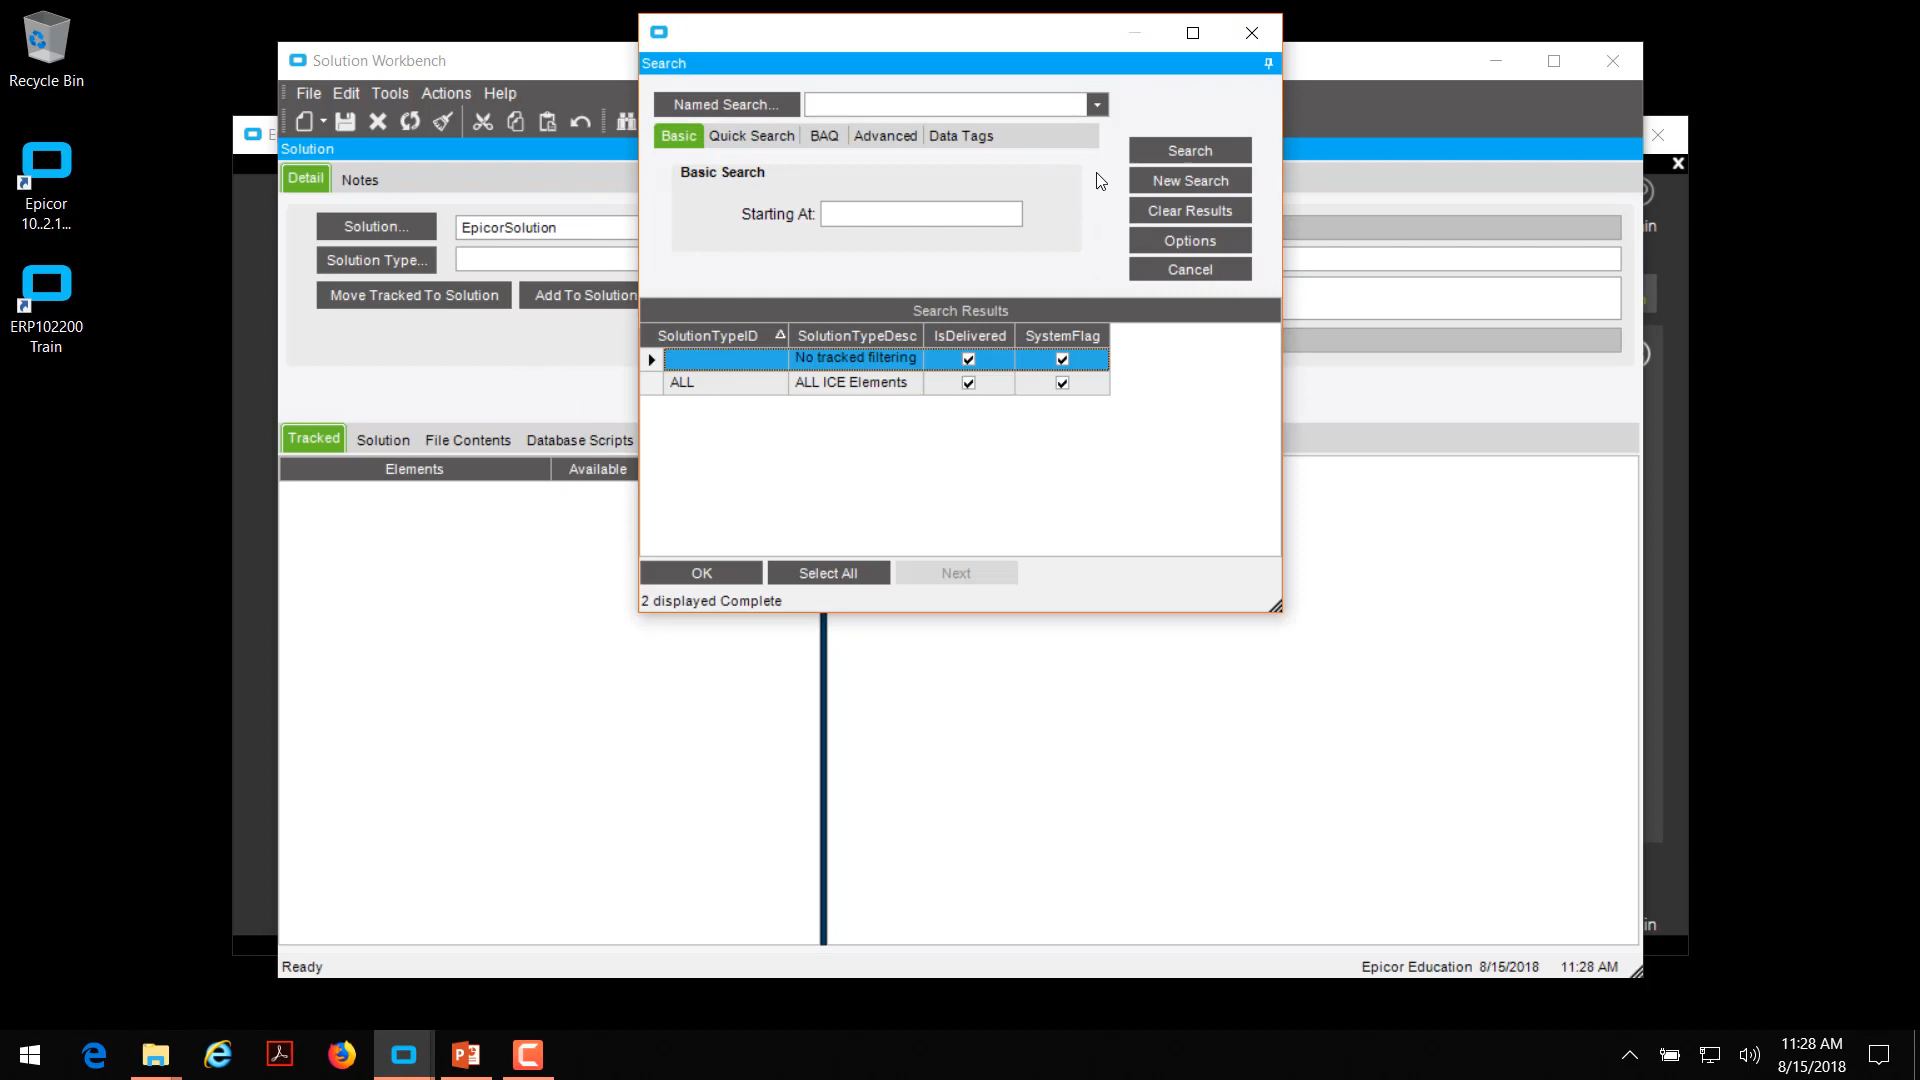 Recycle Bin
Epicor
10..2.1...
ERP102200
Train
Solution Workbench
File Edit Tools Actions Help
Solution
Detail Notes
Solution... EpicorSolution
Solution Type...
Move Tracked To Solution Add To Solution
Tracked Solution File Contents Database Scripts
Elements Available
Ready
Epicor Education 8/15/2018 11:28 AM
Search
Named Search...
Basic Quick Search BAQ Advanced Data Tags
Basic Search
Starting At:
Search
New Search
Clear Results
Options
Cancel
Search Results
SolutionTypeID SolutionTypeDesc IsDelivered SystemFlag
No tracked filtering
ALL ALL ICE Elements
OK Select All Next
2 displayed Complete
E
in
in
11:28 AM
8/15/2018